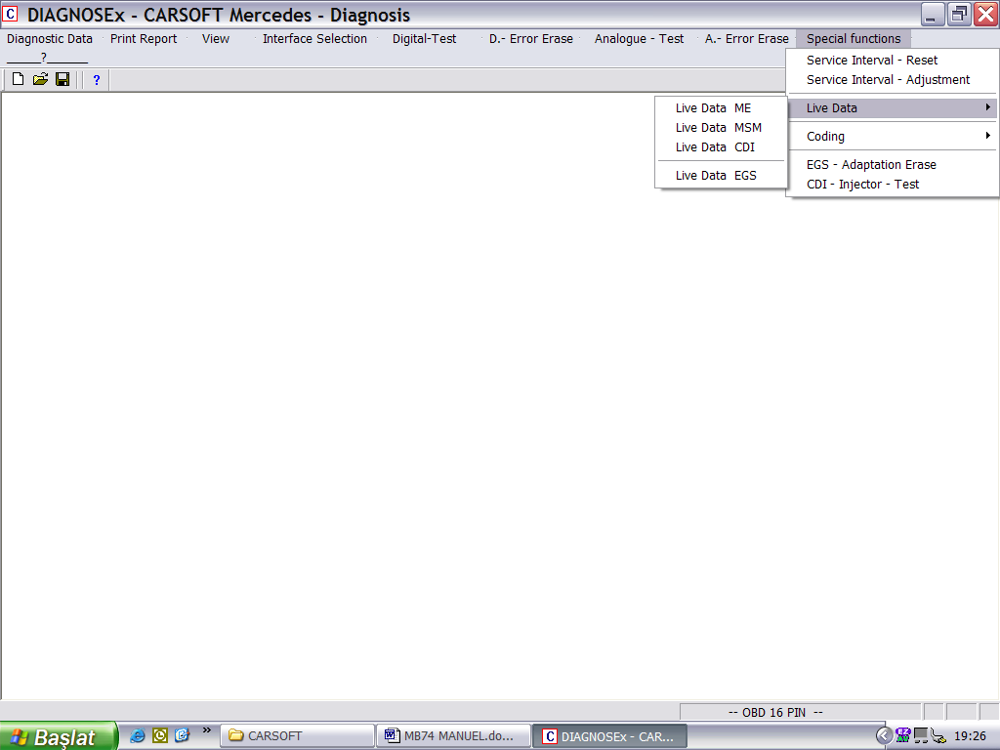 C DIAGNOSEx - CARSOFT Mercedes - Diagnosis
Diagnostic Data Print Report View Interface Selection Digital-Test D.- Error Erase Analogue - Test A.- Error Erase Special functions
_____?______
?
Service Interval - Reset
Service Interval - Adjustment
Live Data
Coding
EGS - Adaptation Erase
CDI - Injector - Test
Live Data ME
Live Data MSM
Live Data CDI
Live Data EGS
-- OBD 16 PIN --
Başlat » CARSOFT MB74 MANUEL.do... C DIAGNOSEx - CAR... 19:26